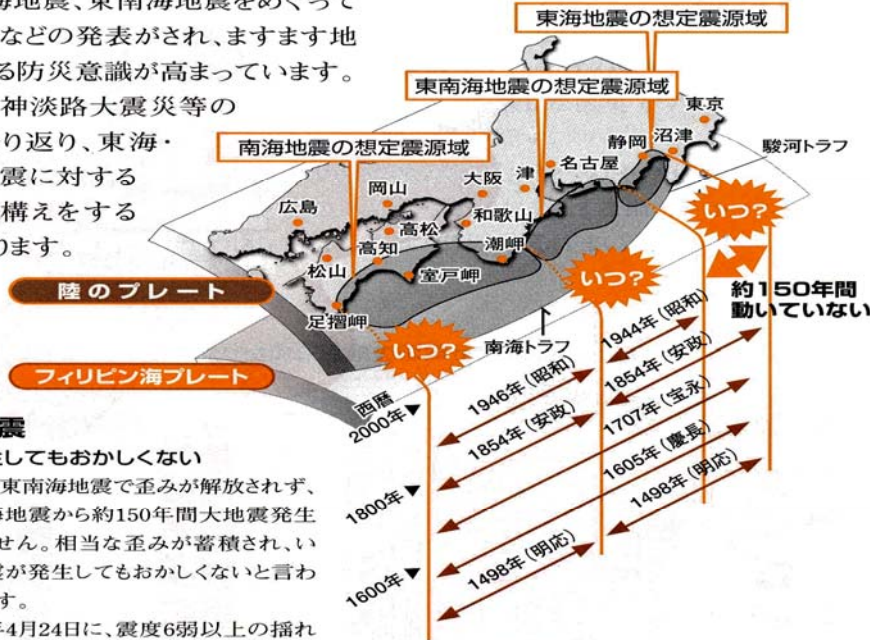 海地震、東南海地震をめぐって
などの発表がされ、ますます地
る防災意識が高まっています。
神淡路大震災等の
り返り、東海・
震に対する
構えをする
ります。
東海地震の想定震源域
東南海地震の想定震源域
南海地震の想定震源域
東京
沼津
静岡
駿河トラフ
名古屋
津
大阪
岡山
広島
和歌山
高松
高知
潮岬
松山
室戸岬
足摺岬
いつ?
いつ?
いつ?
陸のプレート
フィリピン海プレート
南海トラフ
約150年間
動いていない
西暦
2000年▼
1800年▼
1600年▼
1946年(昭和)
1944年(昭和)
1854年(安政)
1854年(安政)
1707年(宝永)
1605年(慶長)
1498年(明応)
1498年(明応)
震
してもおかしくない
東南海地震で歪みが解放されず、
海地震から約150年間大地震発生
せん。相当な歪みが蓄積され、い
震が発生してもおかしくないと言わ
す。
年4月24日に、震度6弱以上の揺れ